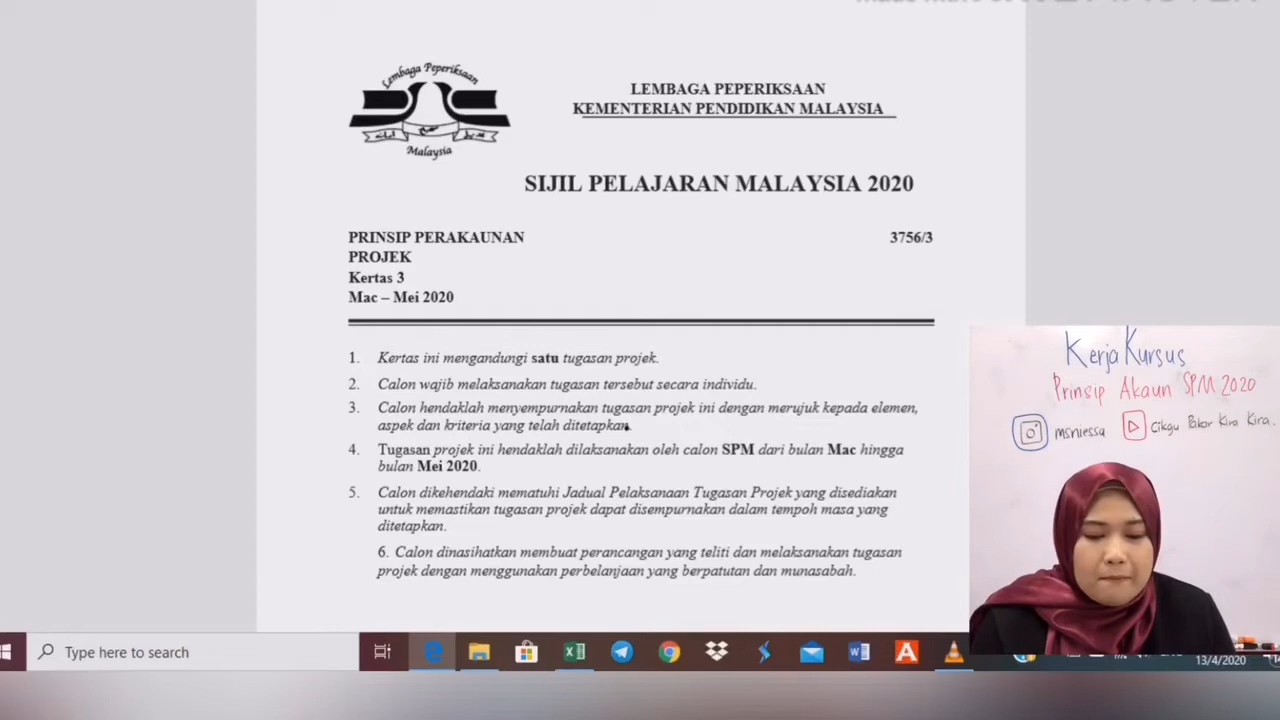 Lembaga Peperiksaan
Malaysia
LEMBAGA PEPERIKSAAN
KEMENTERIAN PENDIDIKAN MALAYSIA
SIJIL PELAJARAN MALAYSIA 2020
PRINSIP PERAKAUNAN
3756/3
PROJEK
Kertas 3
Mac – Mei 2020
1. Kertas ini mengandungi satu tugasan projek.
2. Calon wajib melaksanakan tugasan tersebut secara individu.
3. Calon hendaklah menyempurnakan tugasan projek ini dengan merujuk kepada elemen,
aspek dan kriteria yang telah ditetapkan.
4. Tugasan projek ini hendaklah dilaksanakan oleh calon SPM dari bulan Mac hingga
bulan Mei 2020.
5. Calon dikehendaki mematuhi Jadual Pelaksanaan Tugasan Projek yang disediakan
untuk memastikan tugasan projek dapat disempurnakan dalam tempoh masa yang
ditetapkan.
6. Calon dinasihatkan membuat perancangan yang teliti dan melaksanakan tugasan
projek dengan menggunakan perbelanjaan yang berpatutan dan munasabah.
Kerja Kursus
Prinsip Akaun SPM 2020
msniessa
Cikgu Pakar Kira Kira.
Type here to search
13/4/2020